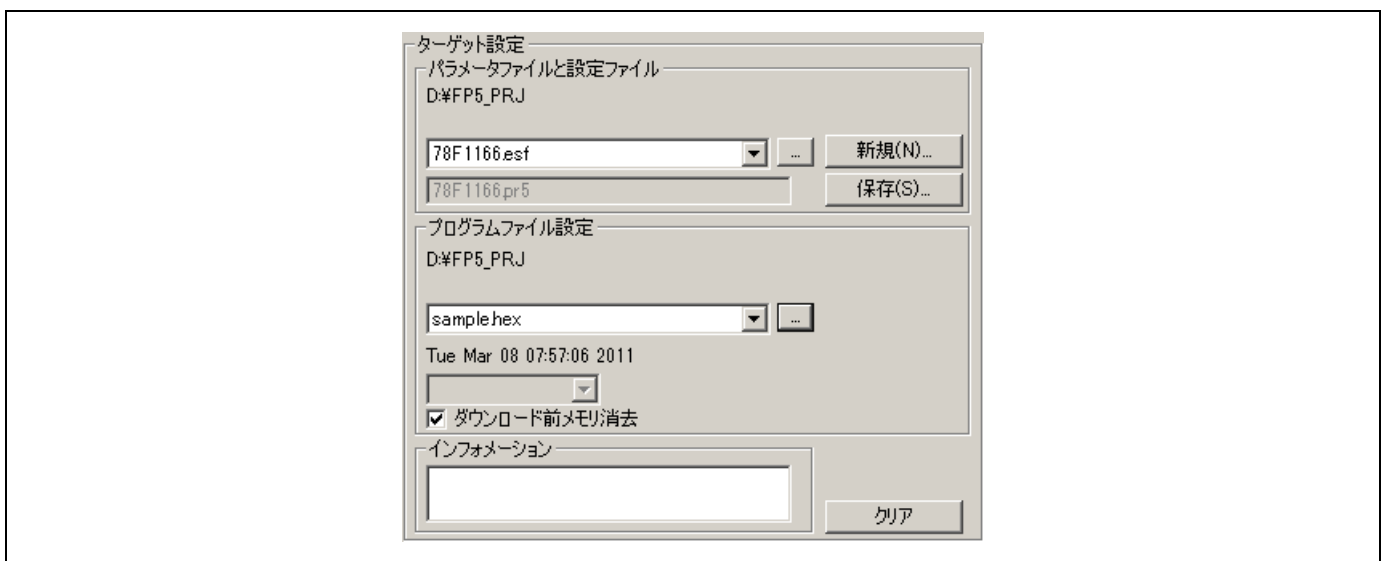 ターゲット設定
パラメータファイルと設定ファイル
D:¥FP5_PRJ
78F1166.esf
...
新規(N)...
78F1166.pr5
保存(S)...
プログラムファイル設定
D:¥FP5_PRJ
sample.hex
...
Tue Mar 08 07:57:06 2011
ダウンロード前メモリ消去
インフォメーション
クリア